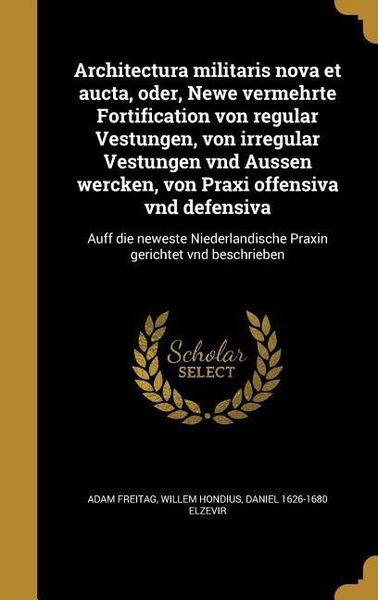 Architectura militaris nova et
aucta, oder, Newe vermehrte
Fortification von regular
Vestungen, von irregular
Vestungen vnd Aussen
wercken, von Praxi offensiva
vnd defensiva
Auff die neweste Niederlandische Praxin
gerichtet vnd beschrieben
Scholar
SELECT
ADAM FREITAG, WILLEM HONDIUS, DANIEL 1626-1680
ELZEVIR